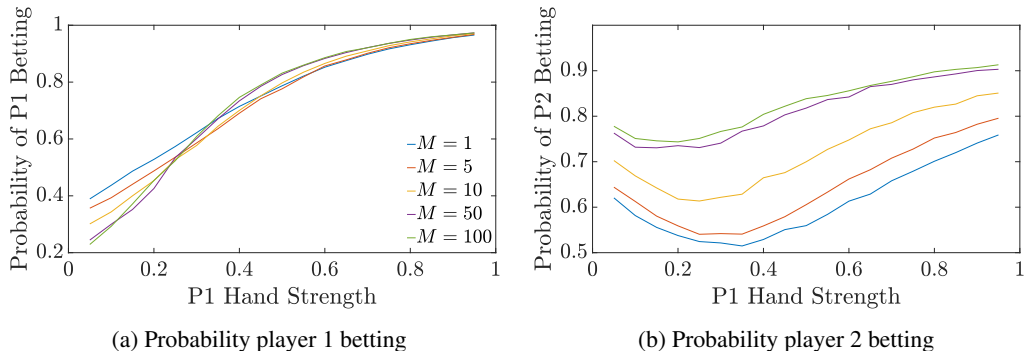 Probability of P1 Betting
1
0.8
0.6
0.4
0.2
0
0.2
0.4
0.6
0.8
1
P1 Hand Strength
M = 1
M = 5
M = 10
M = 50
M = 100
(a) Probability player 1 betting
Probability of P2 Betting
0.9
0.8
0.7
0.6
0.5
0
0.2
0.4
0.6
0.8
1
P1 Hand Strength
(b) Probability player 2 betting